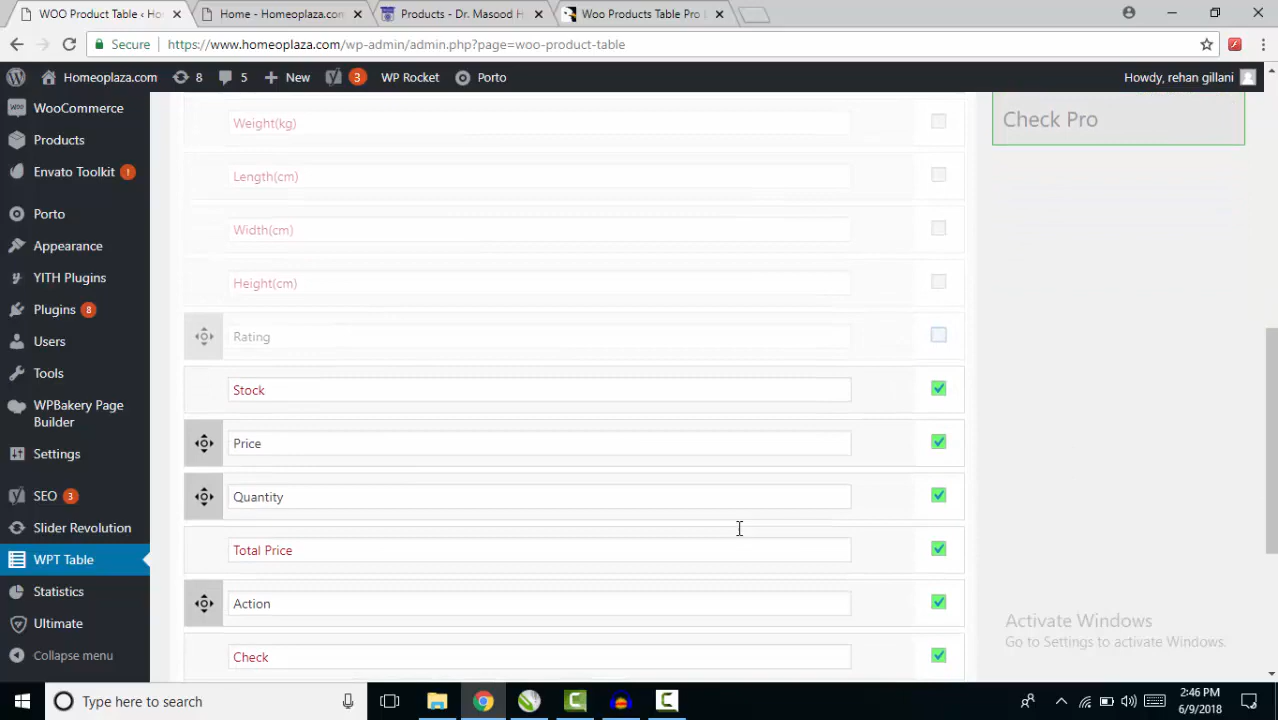 WOO Product Table ‹ Ho
Home - Homeoplaza.com
Products - Dr. Masood H
Woo Products Table Pro
Secure
https://www.homeoplaza.com/wp-admin/admin.php?page=woo-product-table
Homeoplaza.com
8
5
New
3
WP Rocket
Porto
Howdy, rehan gillani
WooCommerce
Products
Envato Toolkit !
Porto
Appearance
YITH Plugins
Plugins 8
Users
Tools
WPBakery Page
Builder
Settings
SEO 3
Slider Revolution
WPT Table
Statistics
Ultimate
Collapse menu
Weight(kg)
Length(cm)
Width(cm)
Height(cm)
Rating
Stock
Price
Quantity
Total Price
Action
Check
Check Pro
Activate Windows
Go to Settings to activate Windows.
Type here to search
2:46 PM
6/9/2018